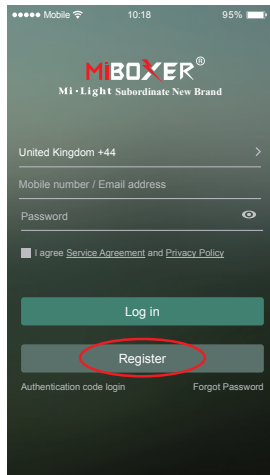 Mobile 10:18 95%
MiBOXER®
Mi·Light Subordinate New Brand
United Kingdom +44
Mobile number / Email address
Password
I agree Service Agreement and Privacy Policy
Log in
Register
Authentication code login Forgot Password